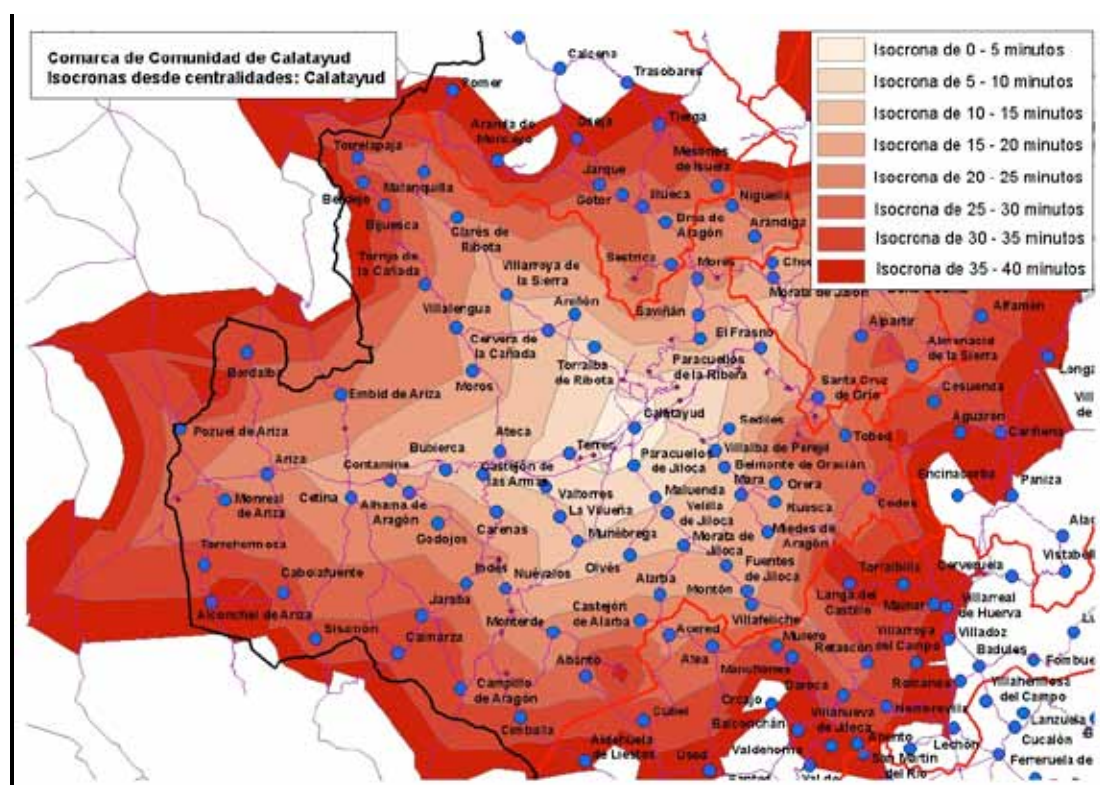 Comarca de Comunidad de Calatayud
Isocronas desde centralidades: Calatayud
Isocrona de 0 - 5 minutos
Isocrona de 5 - 10 minutos
Isocrona de 10 - 15 minutos
Isocrona de 15 - 20 minutos
Isocrona de 20 - 25 minutos
Isocrona de 25 - 30 minutos
Isocrona de 30 - 35 minutos
Isocrona de 35 - 40 minutos
Calcena
Trasobares
Pomer
Aranda de
Moncayo
Oseja
Tierga
Mesones
de Isuela
Torrelapaja
Malanquilla
Berdejo
Bijuesca
Jarque
Gotor
Illueca
Niguella
Brea de
Aragón
Arándiga
Clarés de
Ribota
Torrijo de
la Cañada
Villarroya de
la Sierra
Sestrica
Morés
Morata de Jalón
Villalengua
Aniñón
Saviñán
El Frasno
Alpartir
Alfamén
Almonacid
de la Sierra
Cervera de
la Cañada
Torralba
de Ribota
Paracuellos
de la Ribera
Bordalba
Moros
Embid de Ariza
Santa Cruz
de Grío
Cosuenda
Longa
Aguarón
Cariñena
Calatayud
Sediles
Tobed
Pozuel de Ariza
Ateca
Bubierca
Terrer
Villalba de Perejil
Ariza
Contamina
Castejón de
las Armas
Paracuellos
de Jiloca
Belmonte de Gracián
Mara
Orera
Encinacorba
Paniza
Monreal
de Ariza
Cetina
Alhama de
Aragón
Valtorres
La Vilueña
Maluenda
Velilla
de Jiloca
Ruesca
Codos
Godojos
Carenas
Munébrega
Morata de
Jiloca
Miedes de
Aragón
Vistabell
Cerveruela
Torrehermosa
Cabolafuente
Ibdes
Nuévalos
Olvés
Alarba
Fuentes
de Jiloca
Montón
Torralbilla
Langa del
Castillo
Mainar
Villarreal
de Huerva
Alconchel de Ariza
Jaraba
Castejón
de Alarba
Villafeliche
Sisamón
Calmarza
Monterde
Acered
Atea
Murero
Manchones
Villarroya
del Campo
Retascón
Villadoz
Badules
Fombue
Abanto
Daroca
Romanos
Villahermosa
del Campo
Campillo
de Aragón
Orcajo
Nombrevilla
Cimballa
Cubel
Balconchán
Villanueva
de Jiloca
Lanzuela
Cucalón
Aldehuela
de Liestos
Used
Valdehorna
Anento
San Martín
del Río
Lechón
Ferreruela de